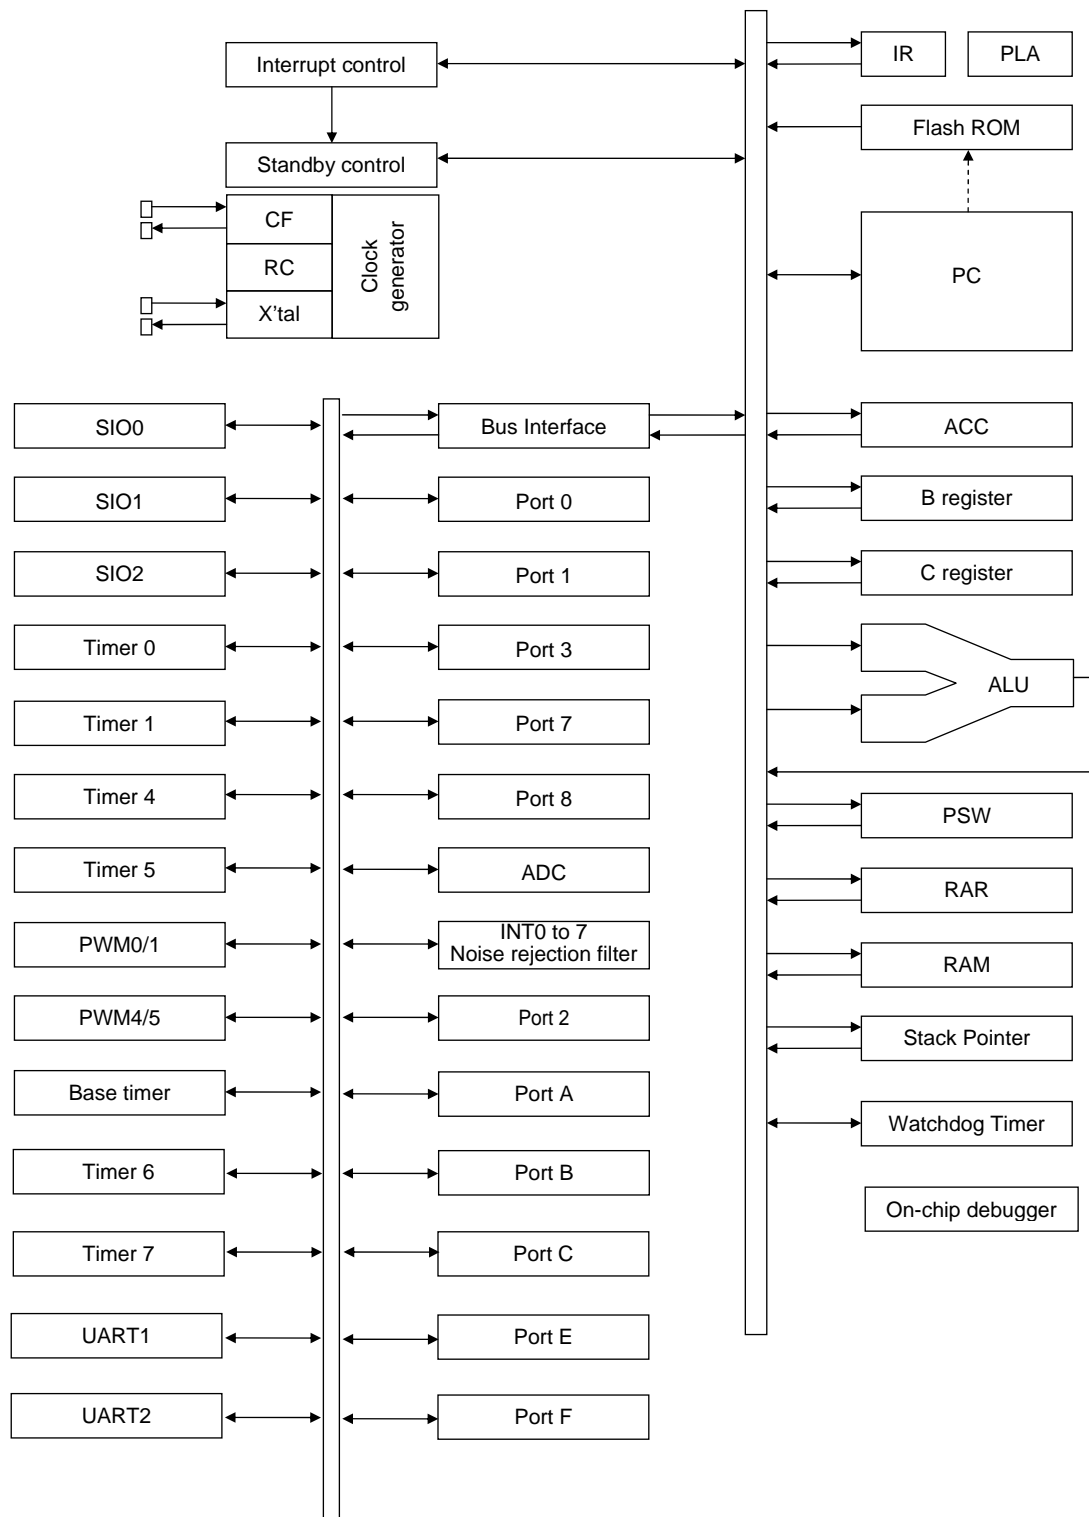 Interrupt control
IR
PLA
Flash ROM
Standby control
CF
RC
X'tal
Clock
generator
PC
SIO0
Bus Interface
ACC
SIO1
Port 0
B register
SIO2
Port 1
C register
Timer 0
Port 3
ALU
Timer 1
Port 7
Timer 4
Port 8
PSW
Timer 5
ADC
RAR
PWM0/1
INT0 to 7
Noise rejection filter
RAM
PWM4/5
Port 2
Stack Pointer
Base timer
Port A
Watchdog Timer
Timer 6
Port B
On-chip debugger
Timer 7
Port C
UART1
Port E
UART2
Port F